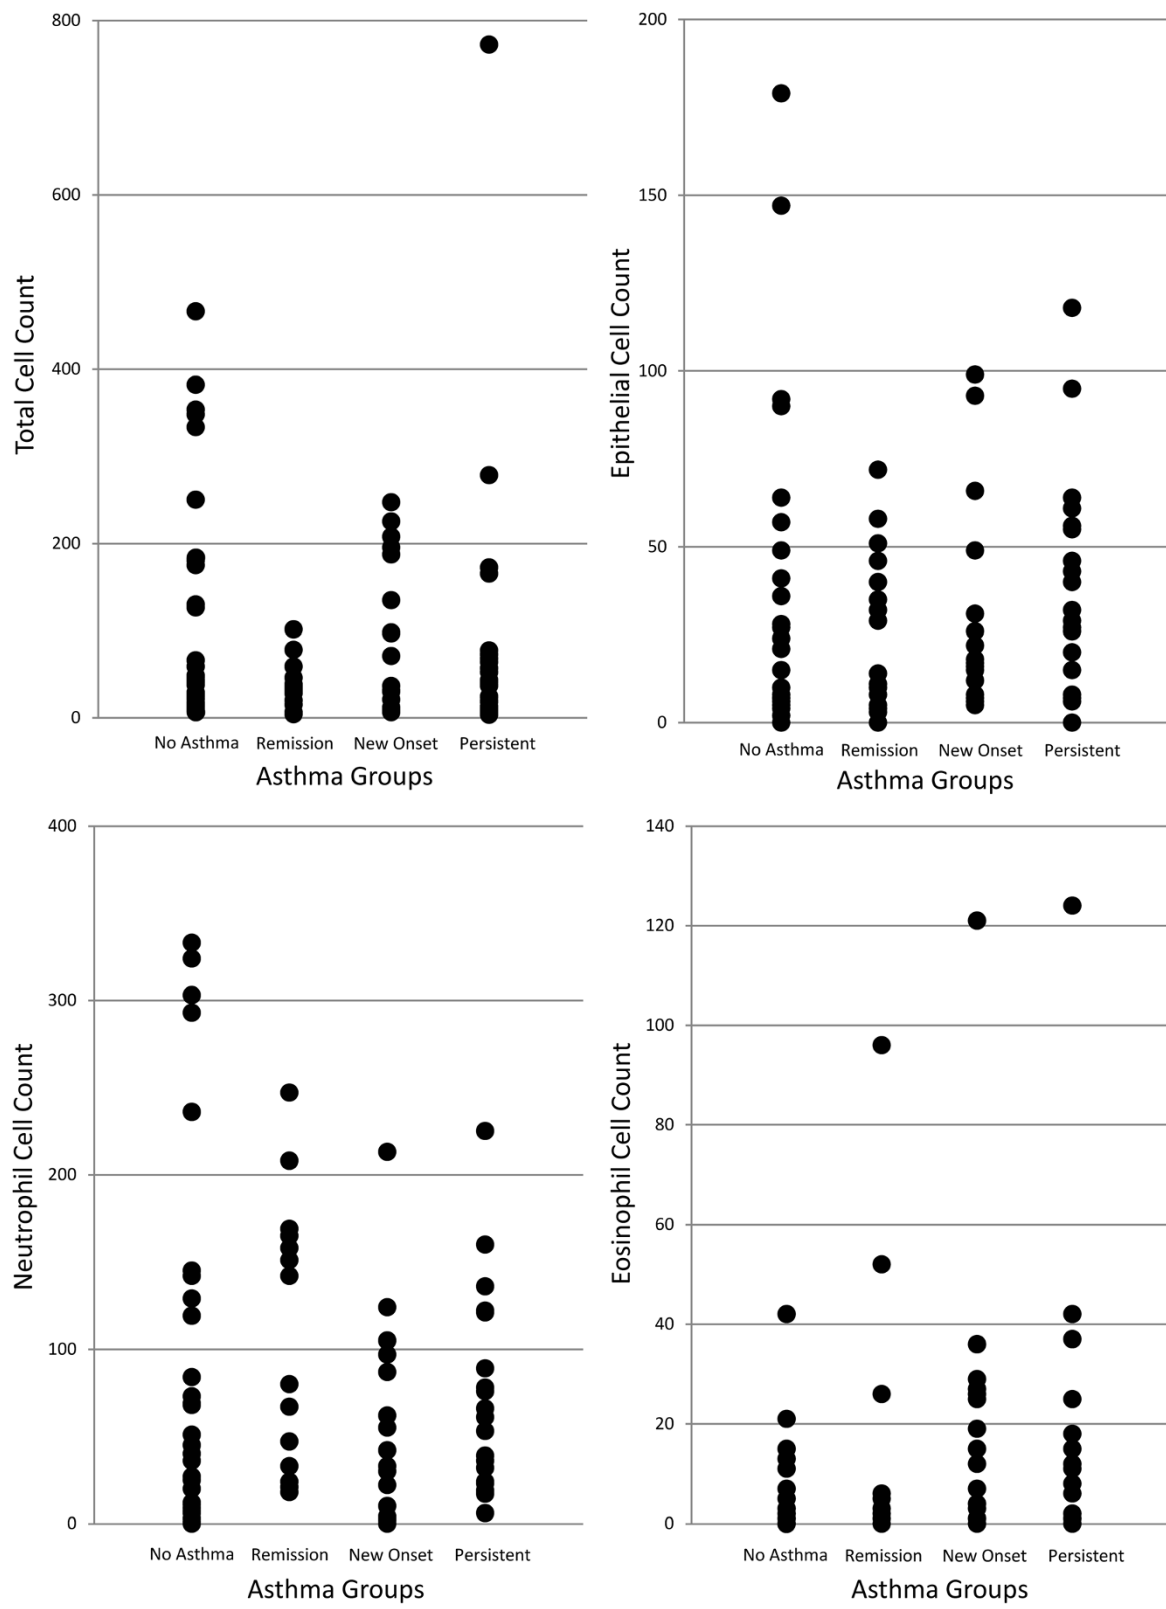 Total Cell Count
800
600
400
200
0
No Asthma Remission New Onset Persistent
Asthma Groups
Epithelial Cell Count
200
150
100
50
0
No Asthma Remission New Onset Persistent
Asthma Groups
Neutrophil Cell Count
400
300
200
100
0
No Asthma Remission New Onset Persistent
Asthma Groups
Eosinophil Cell Count
140
120
100
80
60
40
20
0
No Asthma Remission New Onset Persistent
Asthma Groups